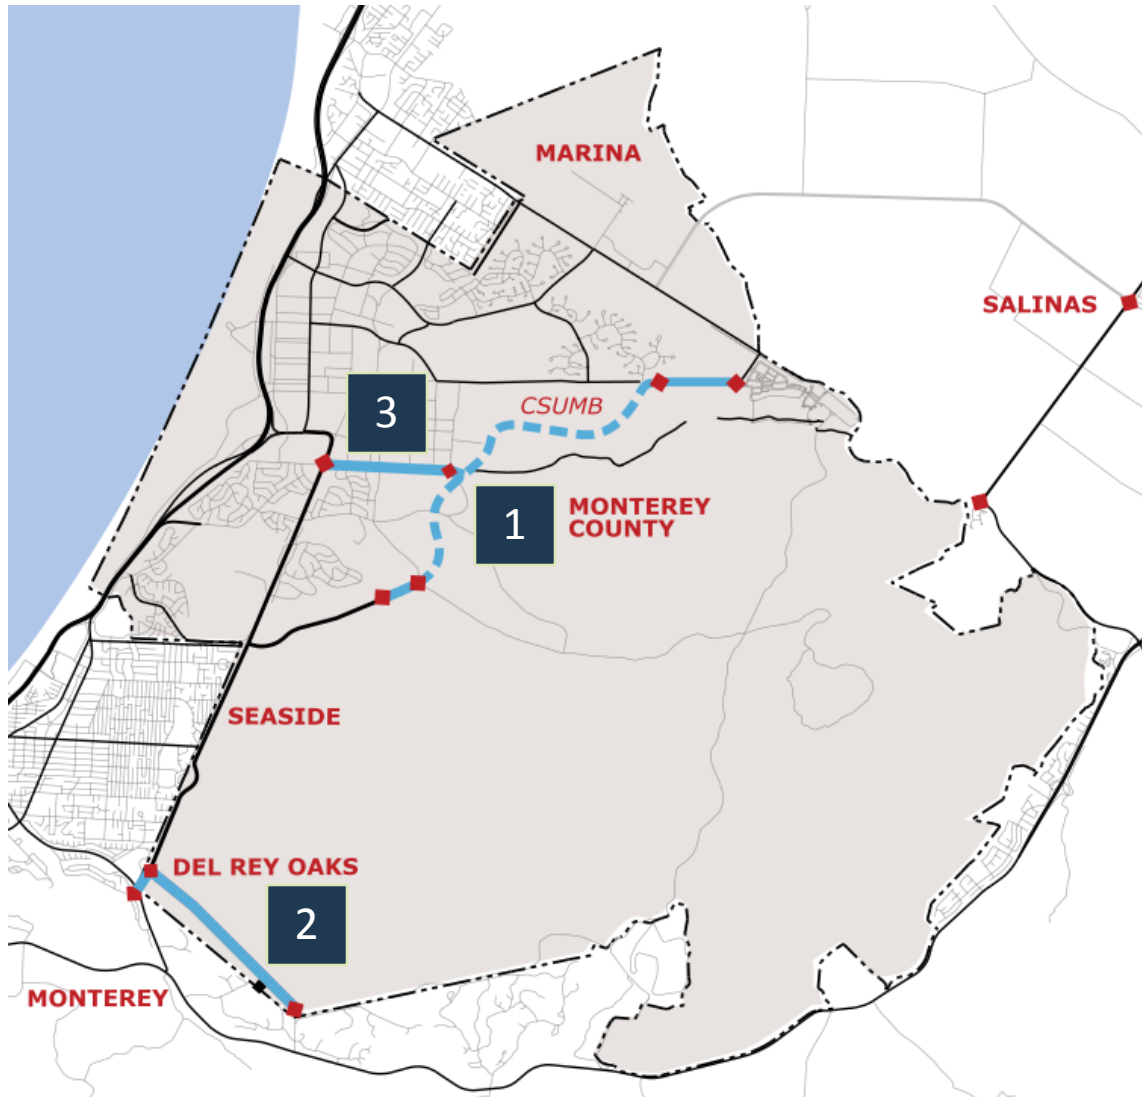 MARINA
SALINAS
CSUMB
3
1
MONTEREY
COUNTY
SEASIDE
DEL REY OAKS
2
MONTEREY